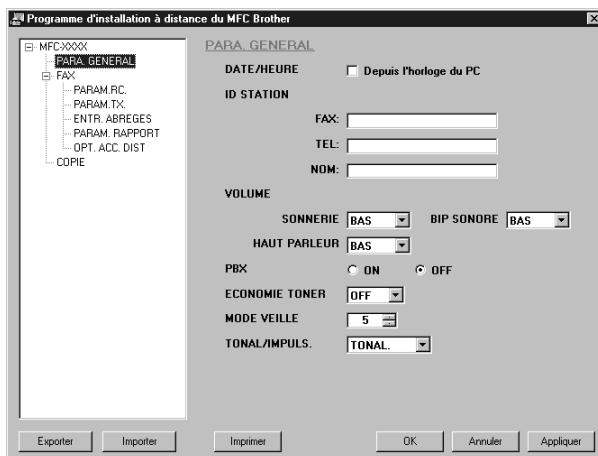 Programme d'installation à distance du MFC Brother
MFC-XXXX
PARA. GENERAL
FAX
PARAM.RC.
PARAM.TX.
ENTR. ABREGES
PARAM. RAPPORT
OPT. ACC. DIST
COPIE
PARA. GENERAL
DATE/HEURE Depuis l'horloge du PC
ID STATION
FAX:
TEL:
NOM:
VOLUME
SONNERIE BAS BIP SONORE BAS
HAUT PARLEUR BAS
PBX ON OFF
ECONOMIE TONER OFF
MODE VEILLE 5
TONAL/IMPULS. TONAL.
Exporter Importer Imprimer OK Annuler Appliquer